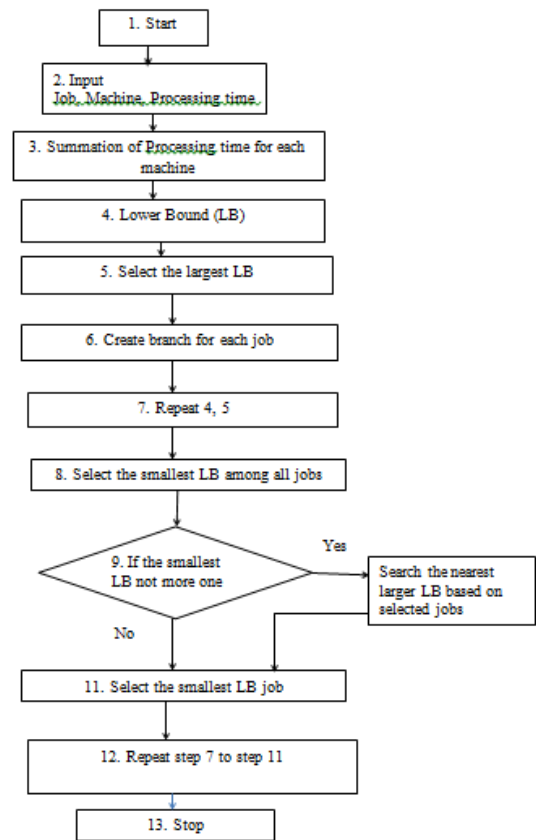 1. Start
2. Input
Job, Machine, Processing time
3. Summation of Processing time for each
machine
4. Lower Bound (LB)
5. Select the largest LB
6. Create branch for each job
7. Repeat 4, 5
8. Select the smallest LB among all jobs
9. If the smallest
LB not more one
Yes
Search the nearest
larger LB based on
selected jobs
No
11. Select the smallest LB job
12. Repeat step 7 to step 11
13. Stop